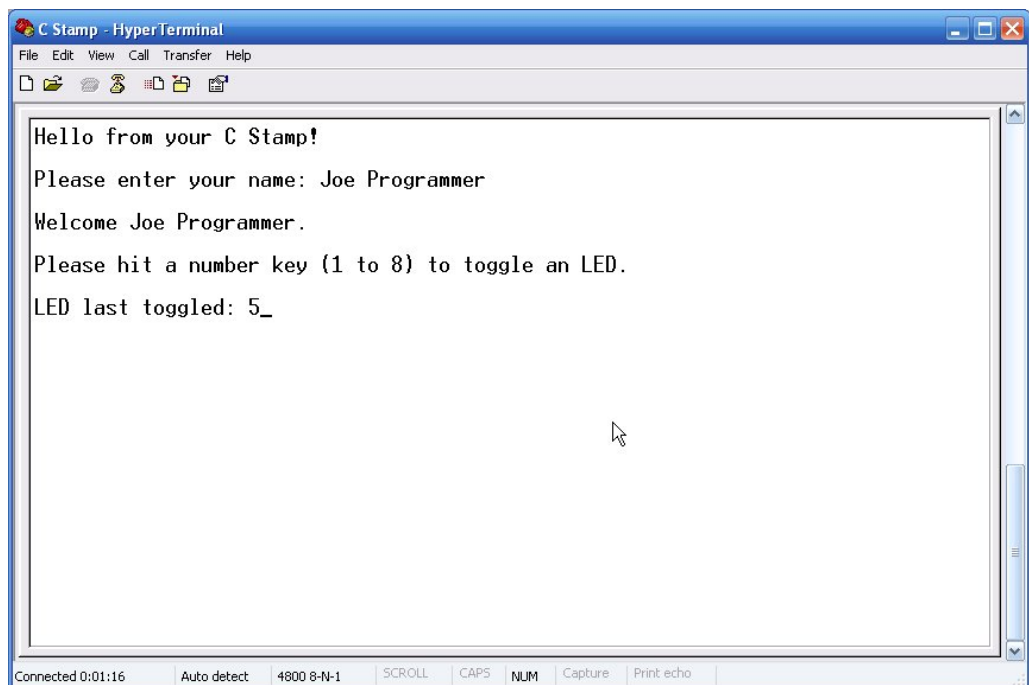 C Stamp - HyperTerminal
File Edit View Call Transfer Help
Hello from your C Stamp!
Please enter your name: Joe Programmer
Welcome Joe Programmer.
Please hit a number key (1 to 8) to toggle an LED.
LED last toggled: 5_
Connected 0:01:16 Auto detect 4800 8-N-1 SCROLL CAPS NUM Capture Print echo